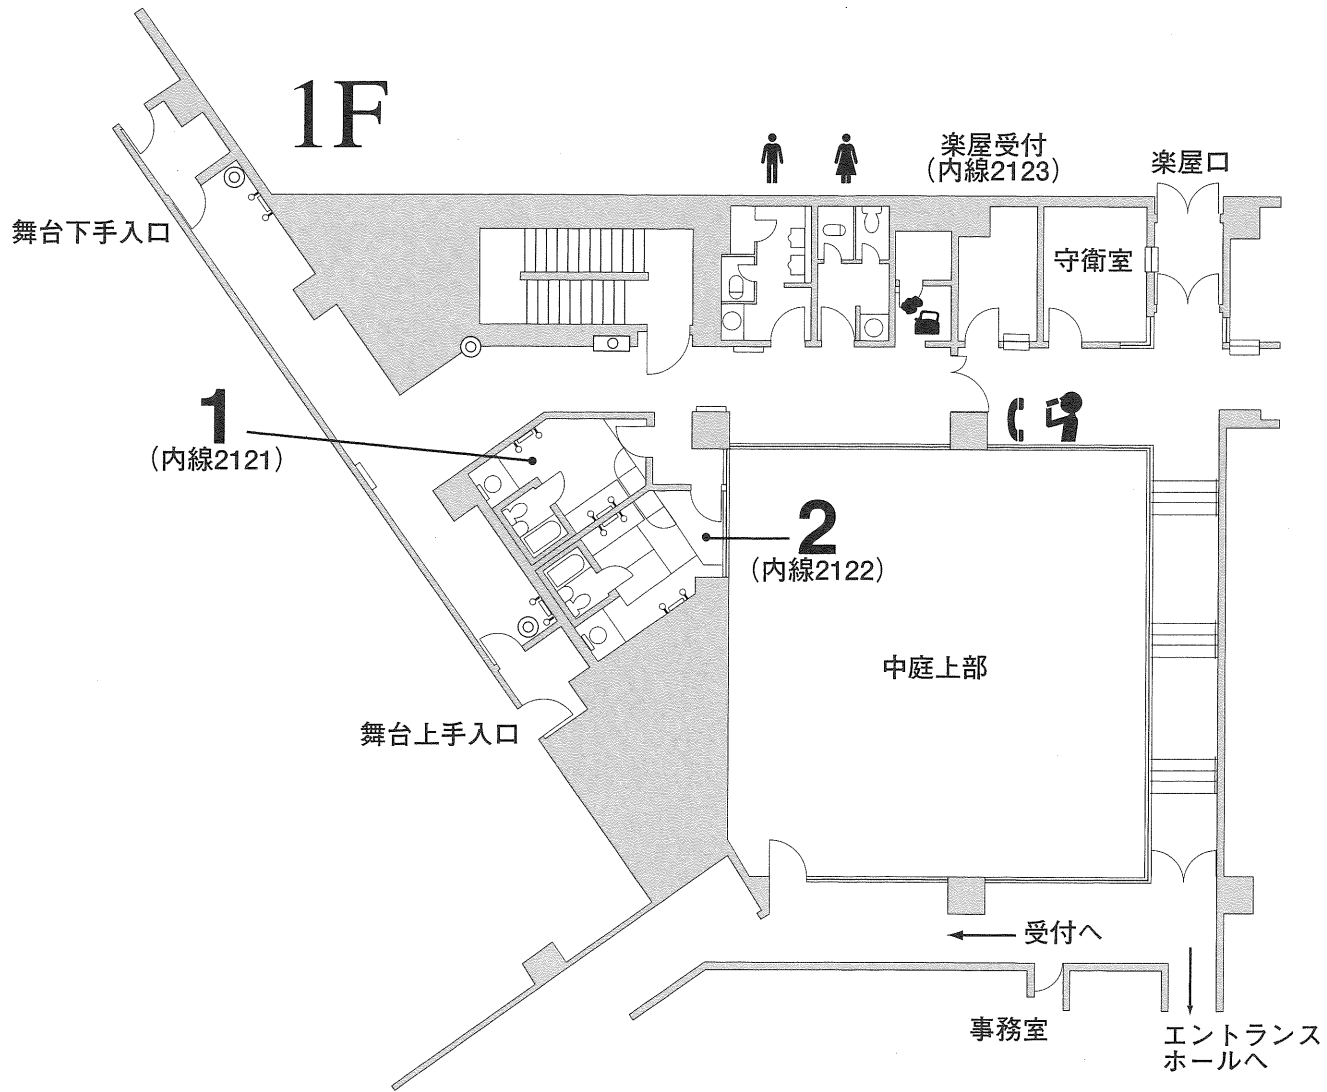 1F
楽屋受付
（内線2123）
楽屋口
舞台下手入口
守衛室
1
（内線2121）
2
（内線2122）
中庭上部
舞台上手入口
受付へ
事務室
エントランス
ホールへ